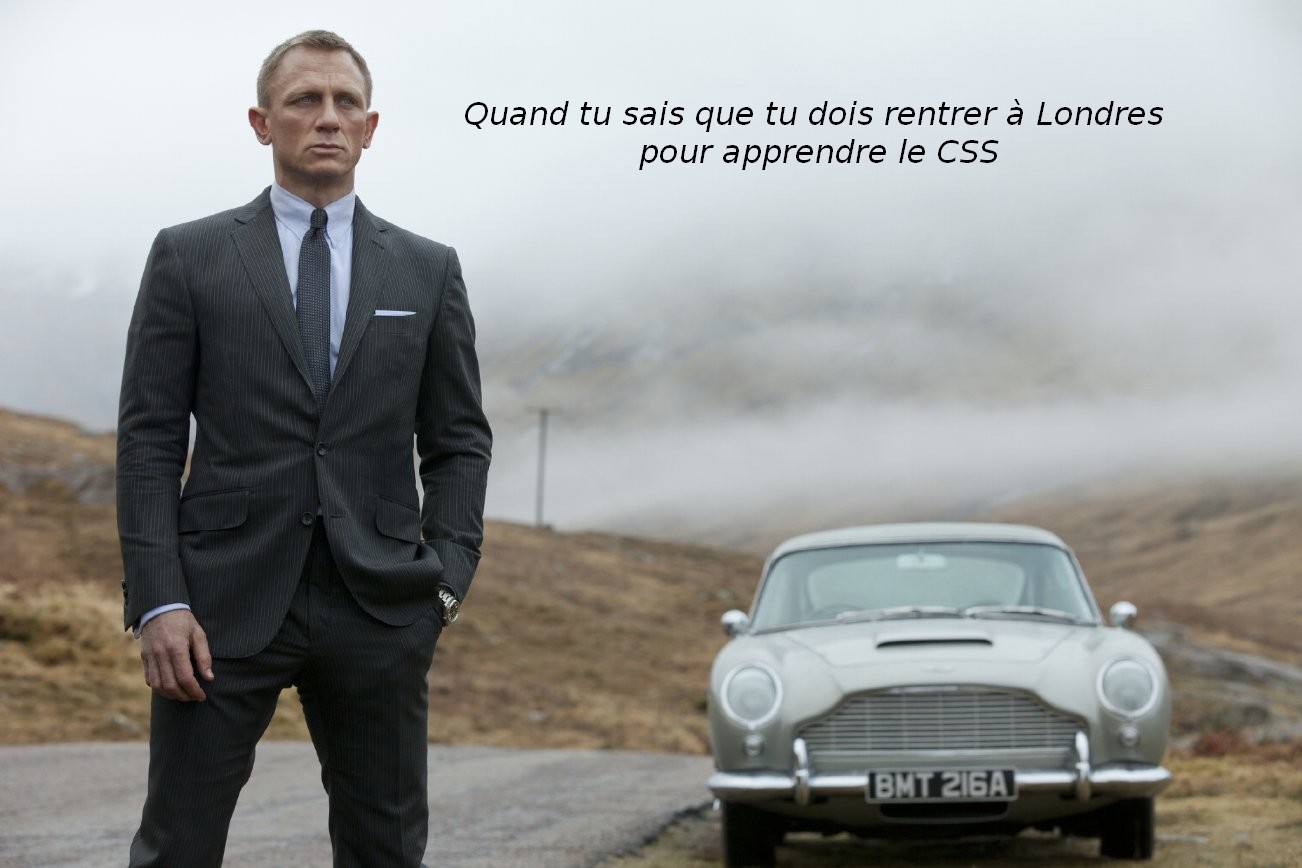 Quand tu sais que tu dois rentrer à Londres
pour apprendre le CSS
BMT 216A